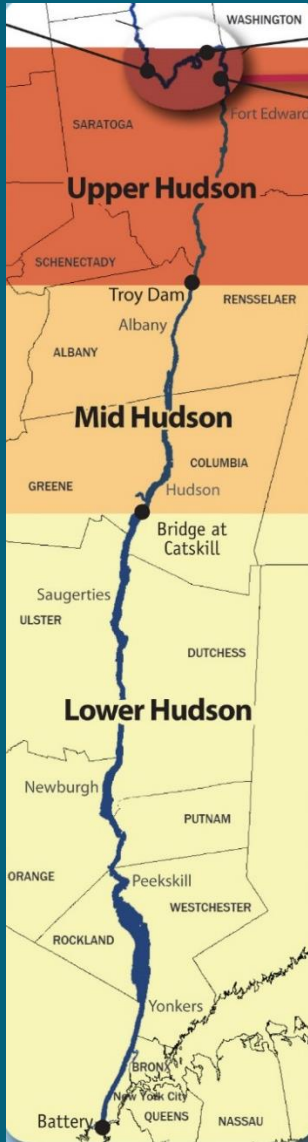 WASHINGTON
Fort Edward
SARATOGA
Upper Hudson
SCHENECTADY
Troy Dam
RENSSELAER
Albany
ALBANY
Mid Hudson
COLUMBIA
GREENE
Hudson
Bridge at
Catskill
Saugerties
ULSTER
DUTCHESS
Lower Hudson
Newburgh
PUTNAM
ORANGE
Peekskill
WESTCHESTER
ROCKLAND
Yonkers
BRONX
New York City
Battery
QUEENS
NASSAU